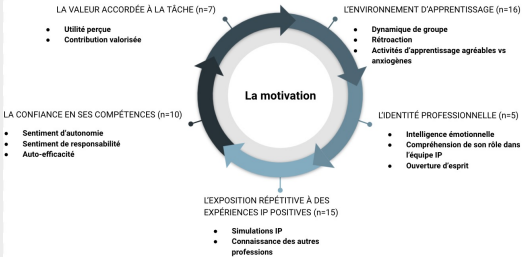 LA VALEUR ACCORDÉE À LA TÂCHE (n=7)
● Utilité perçue
● Contribution valorisée
L'ENVIRONNEMENT D'APPRENTISSAGE (n=16)
● Dynamique de groupe
● Rétroaction
● Activités d'apprentissage agréables vs
anxiogènes
La motivation
LA CONFIANCE EN SES COMPÉTENCES (n=10)
● Sentiment d'autonomie
● Sentiment de responsabilité
● Auto-efficacité
L'IDENTITÉ PROFESSIONNELLE (n=5)
● Intelligence émotionnelle
● Compréhension de son rôle dans
l'équipe IP
● Ouverture d'esprit
L'EXPOSITION RÉPÉTITIVE À DES
EXPÉRIENCES IP POSITIVES (n=15)
● Simulations IP
● Connaissance des autres
professions